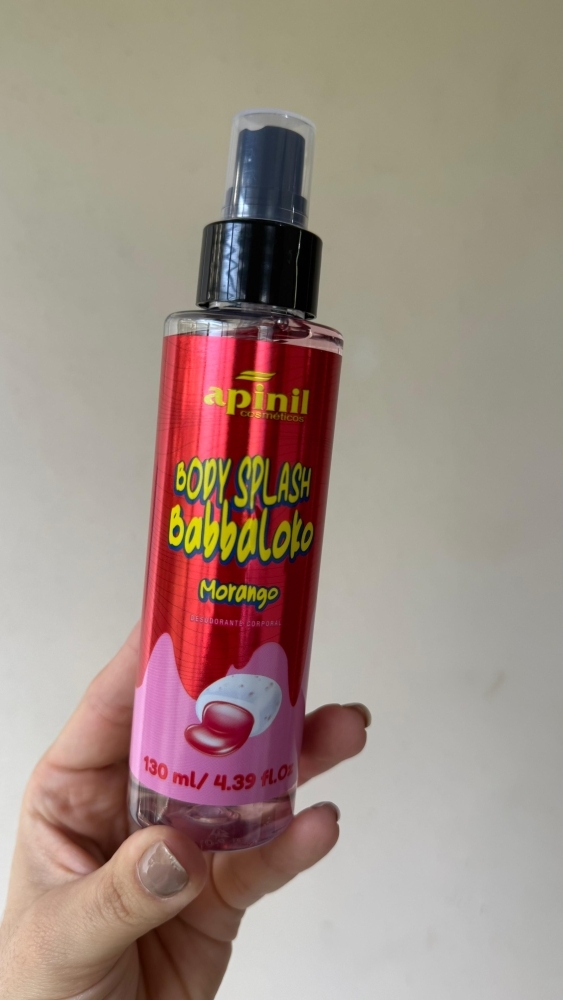 apinil
cosméticos
BODY SPLASH
Babbaloko
Morango
DESODORANTE CORPORAL
130 ml/ 4.39 fl.Oz